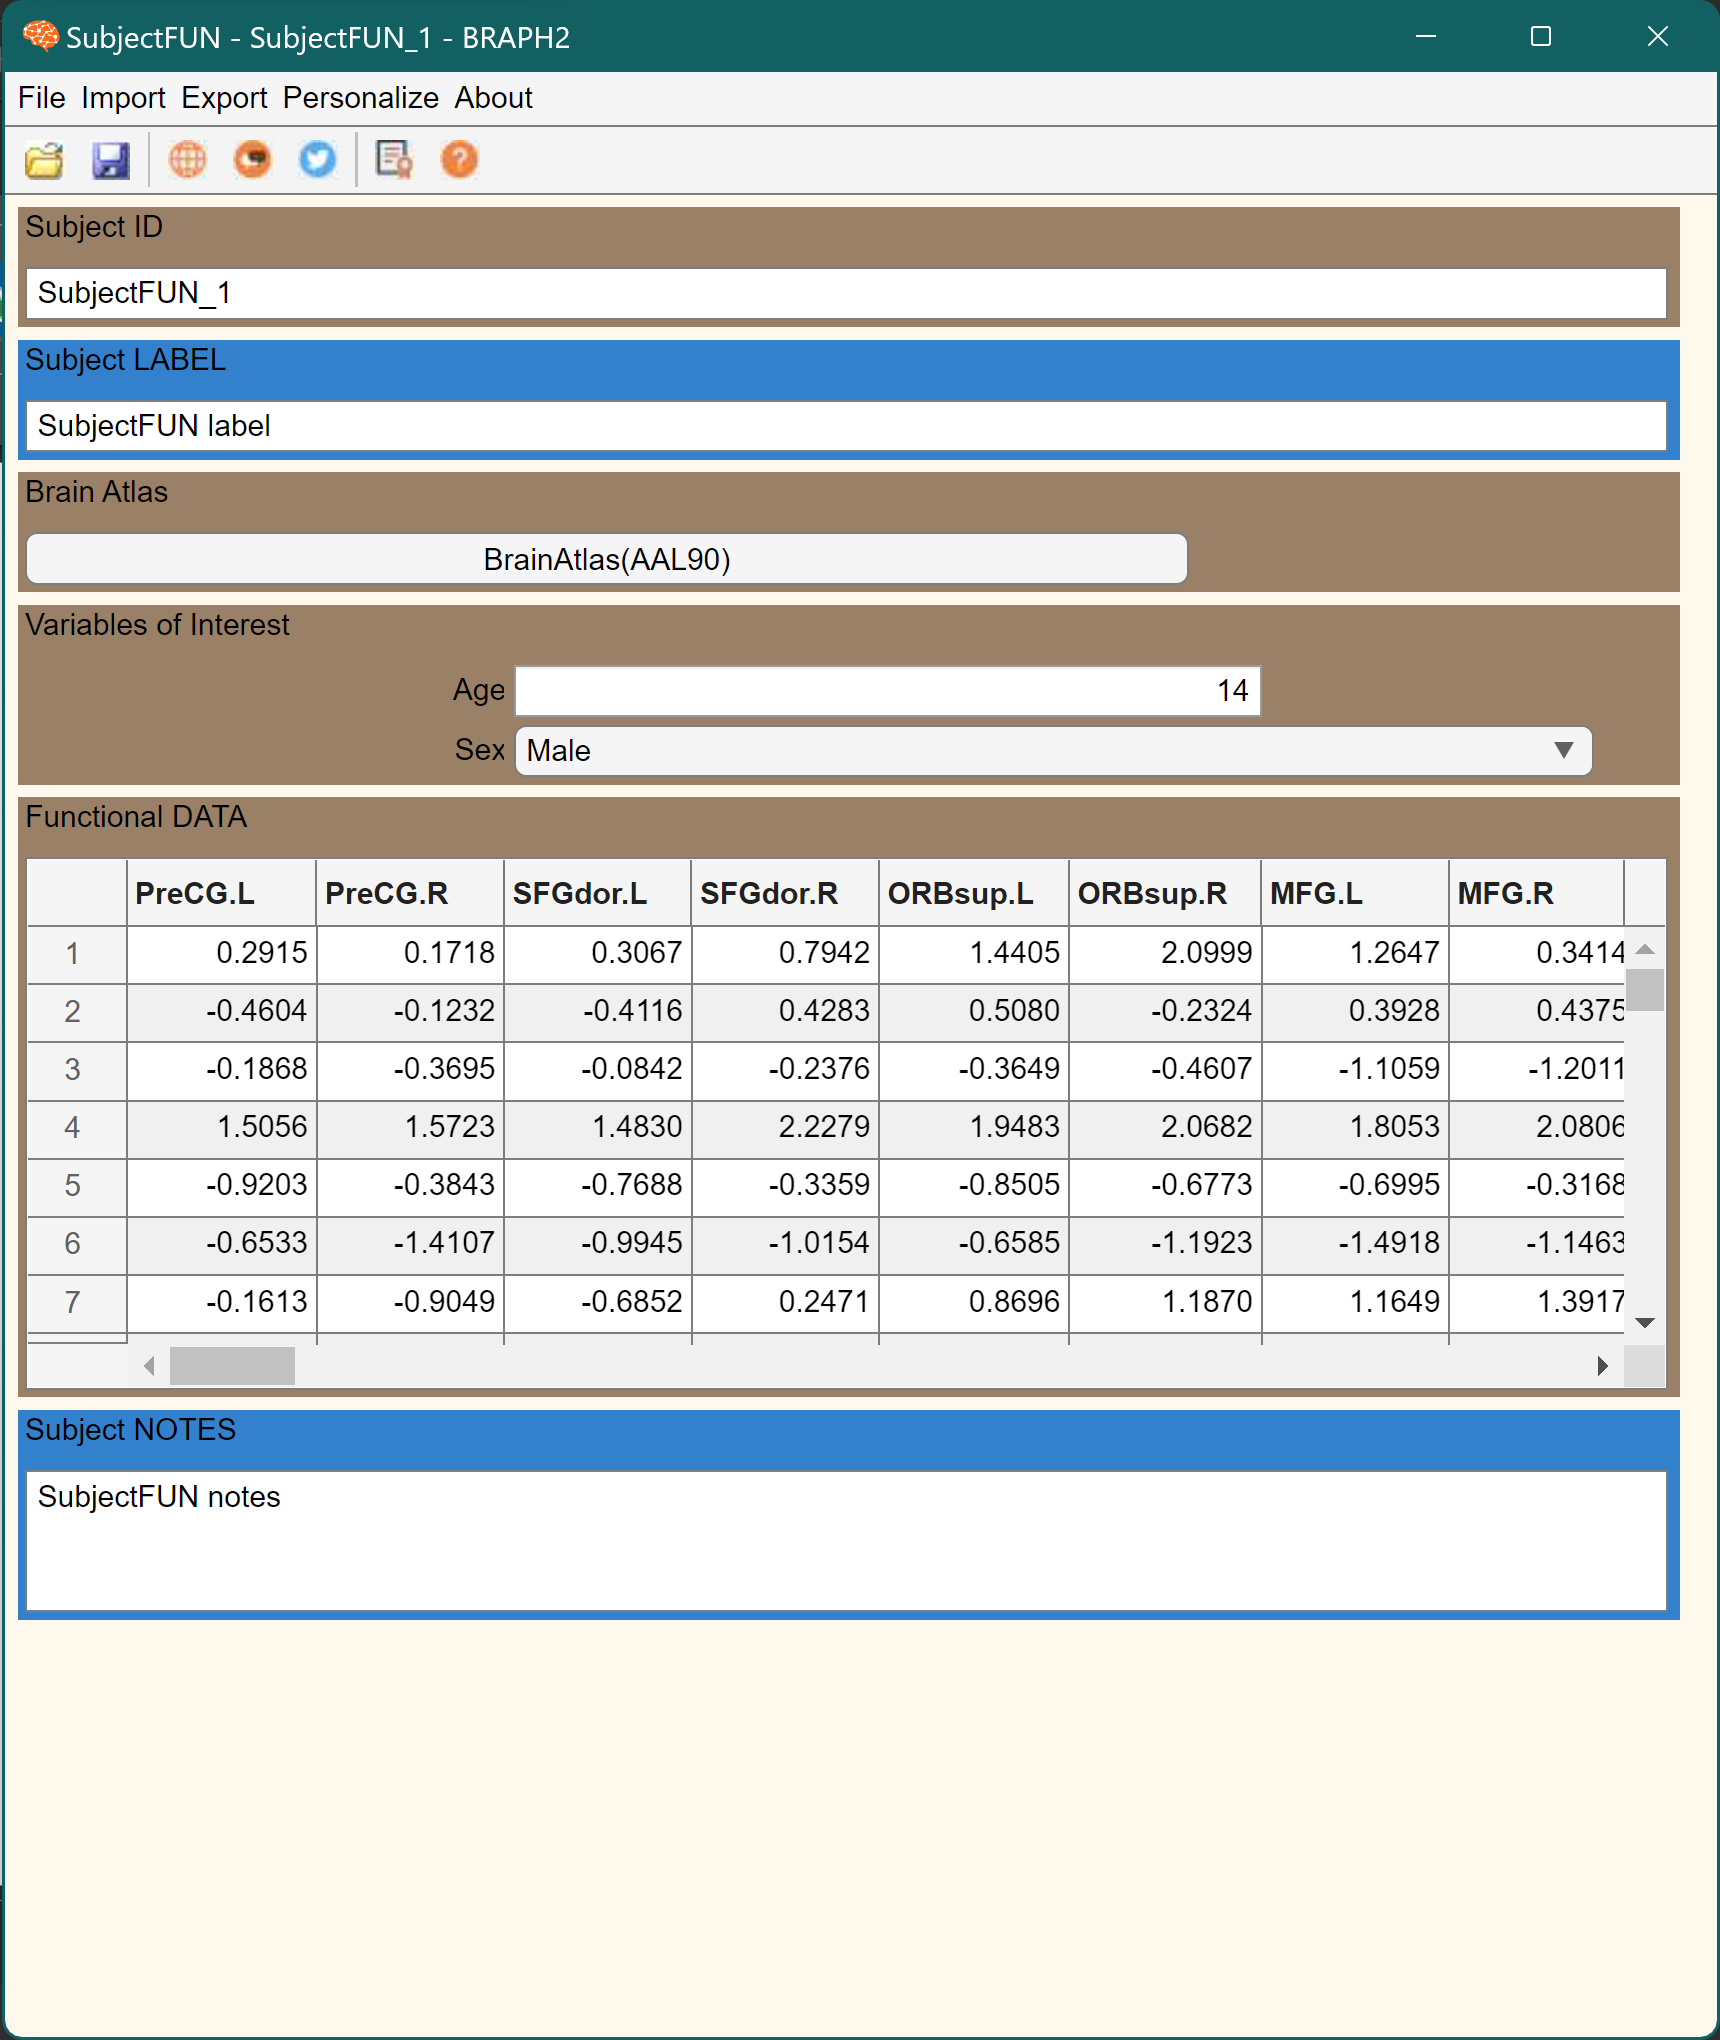 SubjectFUN - SubjectFUN_1 - BRAPH2
File Import Export Personalize About
Subject ID
SubjectFUN_1
Subject LABEL
SubjectFUN label
Brain Atlas
BrainAtlas(AAL90)
Variables of Interest
Age 14
Sex Male
Functional DATA
PreCG.L PreCG.R SFGdor.L SFGdor.R ORBsup.L ORBsup.R MFG.L MFG.R
1 0.2915 0.1718 0.3067 0.7942 1.4405 2.0999 1.2647 0.3414
2 -0.4604 -0.1232 -0.4116 0.4283 0.5080 -0.2324 0.3928 0.4375
3 -0.1868 -0.3695 -0.0842 -0.2376 -0.3649 -0.4607 -1.1059 -1.2011
4 1.5056 1.5723 1.4830 2.2279 1.9483 2.0682 1.8053 2.0806
5 -0.9203 -0.3843 -0.7688 -0.3359 -0.8505 -0.6773 -0.6995 -0.3168
6 -0.6533 -1.4107 -0.9945 -1.0154 -0.6585 -1.1923 -1.4918 -1.1463
7 -0.1613 -0.9049 -0.6852 0.2471 0.8696 1.1870 1.1649 1.3917
Subject NOTES
SubjectFUN notes